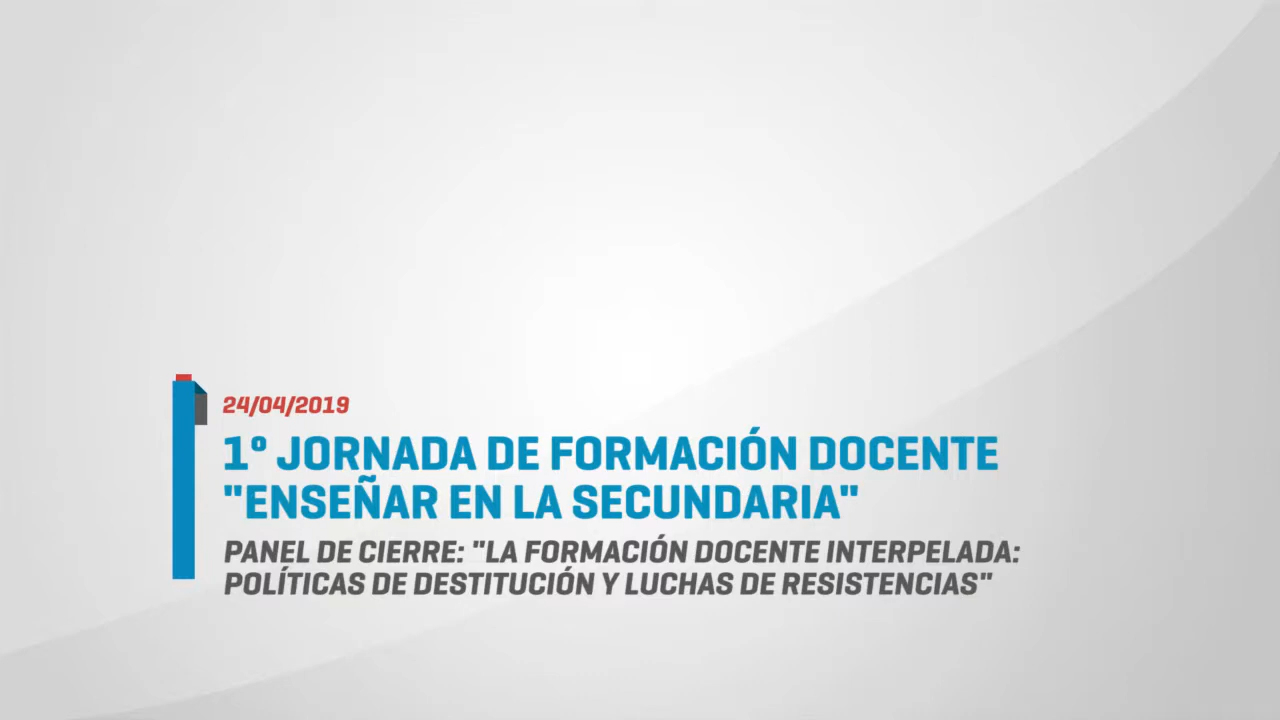 24/04/2019
1º JORNADA DE FORMACIÓN DOCENTE
"ENSEÑAR EN LA SECUNDARIA"
PANEL DE CIERRE: "LA FORMACIÓN DOCENTE INTERPELADA:
POLÍTICAS DE DESTITUCIÓN Y LUCHAS DE RESISTENCIAS"